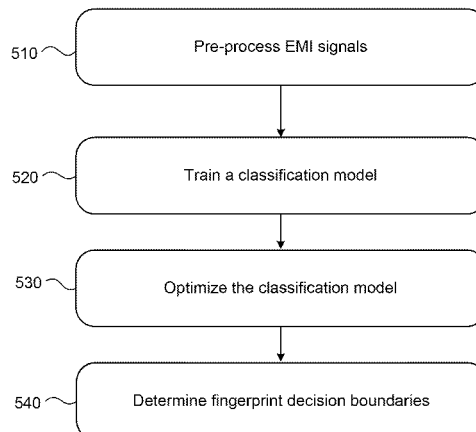 510
Pre-process EMI signals
520
Train a classification model
530
Optimize the classification model
540
Determine fingerprint decision boundaries